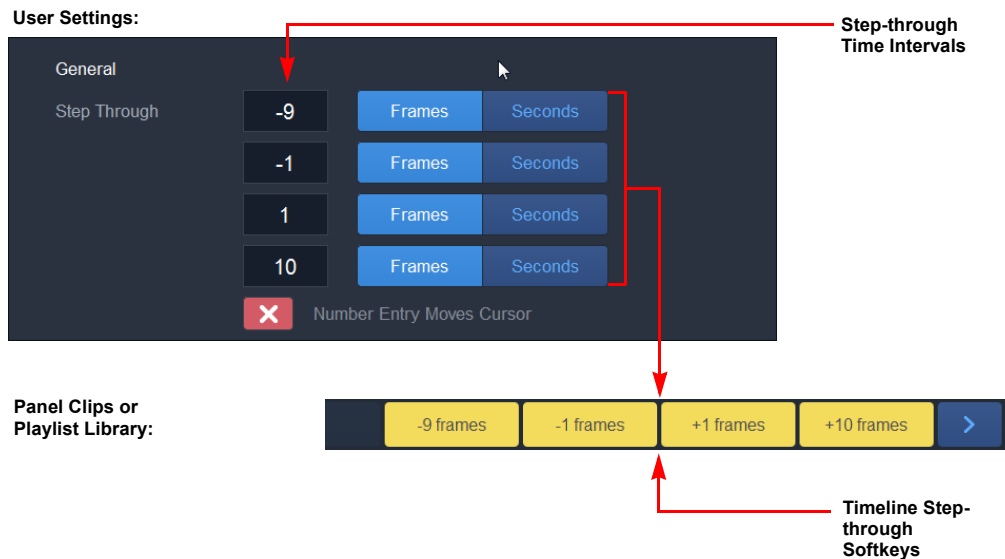 User Settings:
Step-through
Time Intervals
General
Step Through
-9
Frames
Seconds
-1
Frames
Seconds
1
Frames
Seconds
10
Frames
Seconds
Number Entry Moves Cursor
Panel Clips or
Playlist Library:
-9 frames
-1 frames
+1 frames
+10 frames
Timeline Step-
through
Softkeys